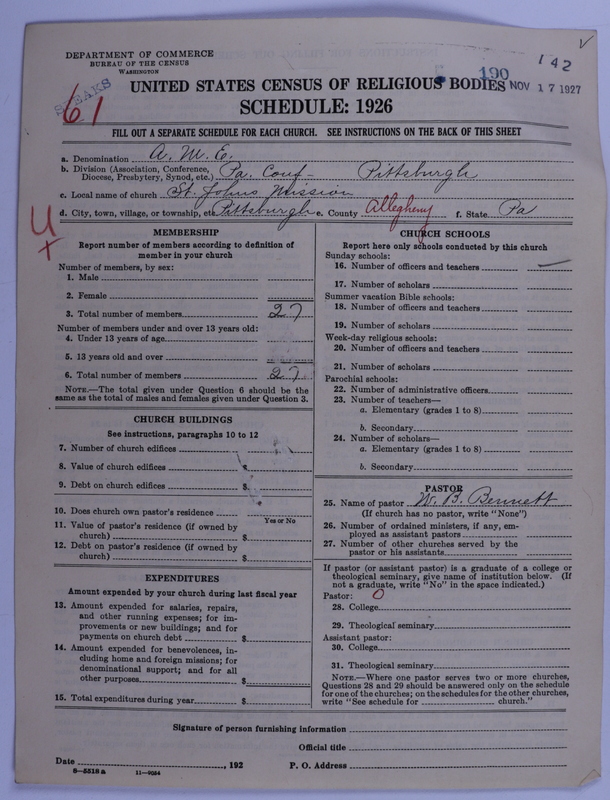 DEPARTMENT OF COMMERCE
BUREAU OF THE CENSUS
WASHINGTON
SPEAKS
61
190
142
NOV 17 1927
UNITED STATES CENSUS OF RELIGIOUS BODIES
SCHEDULE: 1926
FILL OUT A SEPARATE SCHEDULE FOR EACH CHURCH. SEE INSTRUCTIONS ON THE BACK OF THIS SHEET
a. Denomination A. M. E.
b. Division (Association, Conference, Diocese, Presbytery, Synod, etc.) Pa. Conf- Pittsburgh
c. Local name of church St. Johns Mission
d. City, town, village, or township, etc. Pittsburgh e. County Allegheny f. State Pa
U
x
MEMBERSHIP
Report number of members according to definition of
member in your church
Number of members, by sex:
1. Male
2. Female
3. Total number of members 27
Number of members under and over 13 years old:
4. Under 13 years of age
5. 13 years old and over
6. Total number of members 27
NOTE.—The total given under Question 6 should be the
same as the total of males and females given under Question 3.
CHURCH BUILDINGS
See instructions, paragraphs 10 to 12
7. Number of church edifices
8. Value of church edifices $
9. Debt on church edifices $
10. Does church own pastor's residence
Yes or No
11. Value of pastor's residence (if owned by
church) $
12. Debt on pastor's residence (if owned by
church) $
EXPENDITURES
Amount expended by your church during last fiscal year
13. Amount expended for salaries, repairs,
and other running expenses; for im-
provements or new buildings; and for
payments on church debt $
14. Amount expended for benevolences, in-
cluding home and foreign missions; for
denominational support; and for all
other purposes $
15. Total expenditures during year $
CHURCH SCHOOLS
Report here only schools conducted by this church
Sunday schools:
16. Number of officers and teachers
17. Number of scholars
Summer vacation Bible schools:
18. Number of officers and teachers
19. Number of scholars
Week-day religious schools:
20. Number of officers and teachers
21. Number of scholars
Parochial schools:
22. Number of administrative officers
23. Number of teachers—
a. Elementary (grades 1 to 8)
b. Secondary
24. Number of scholars—
a. Elementary (grades 1 to 8)
b. Secondary
PASTOR
25. Name of pastor W. B. Bennett
(If church has no pastor, write "None")
26. Number of ordained ministers, if any, em-
ployed as assistant pastors
27. Number of other churches served by the
pastor or his assistants
If pastor (or assistant pastor) is a graduate of a college or
theological seminary, give name of institution below. (If
not a graduate, write "No" in the space indicated.)
Pastor: 0
28. College
29. Theological seminary
Assistant pastor:
30. College
31. Theological seminary
NOTE.—Where one pastor serves two or more churches,
Questions 28 and 29 should be answered only on the schedule
for one of the churches; on the schedules for the other churches,
write "See schedule for church."
Signature of person furnishing information
Official title
Date , 192 P. O. Address
8-5518a 11-9084